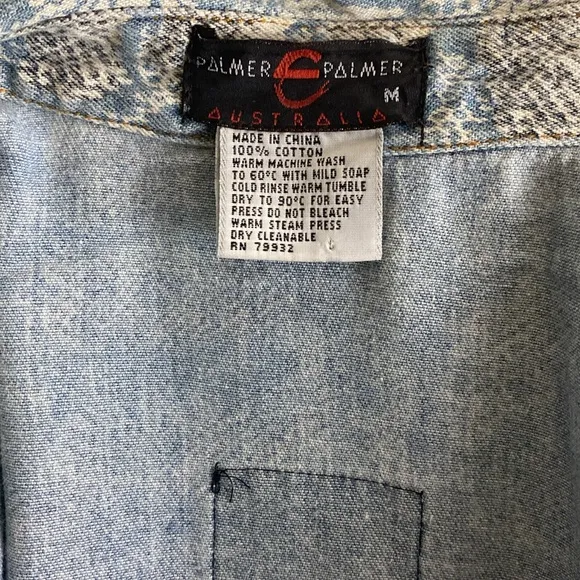 PALMER E PALMER
M
AUSTRALIA
MADE IN CHINA
100% COTTON
WARM MACHINE WASH
TO 60°C WITH MILD SOAP
COLD RINSE WARM TUMBLE
DRY TO 90°C FOR EASY
PRESS DO NOT BLEACH
WARM STEAM PRESS
DRY CLEANABLE
RN 79932